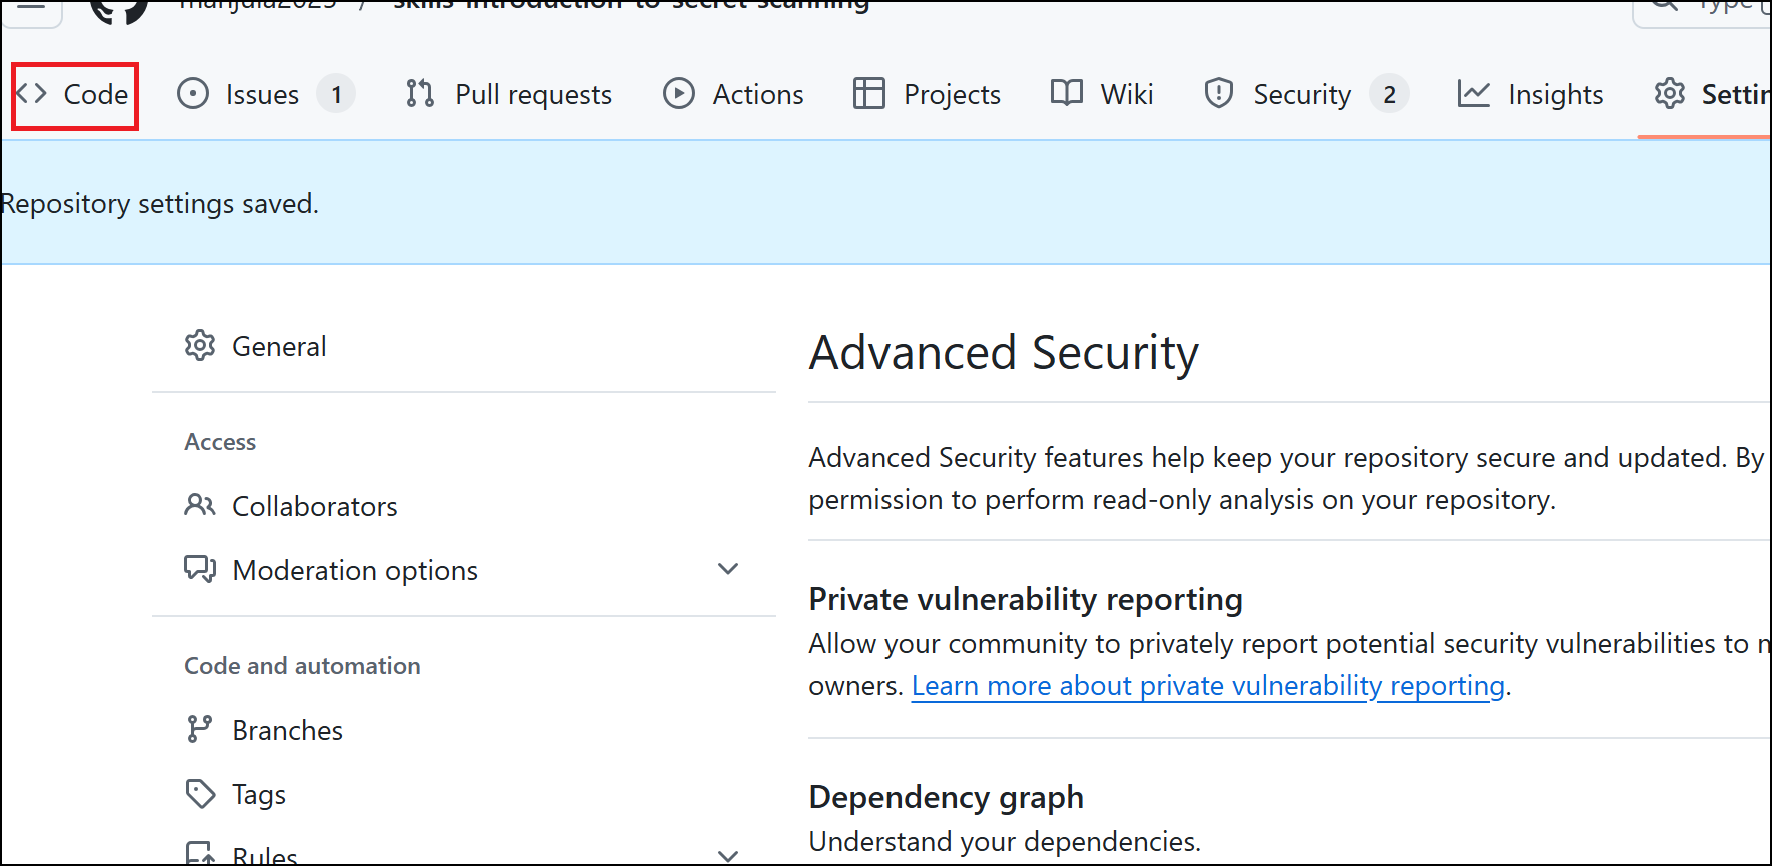 manjula2025 / skills-introduction-to-secret-scanning Type
Code Issues 1 Pull requests Actions Projects Wiki Security 2 Insights Settin
Repository settings saved.
General
Access
Collaborators
Moderation options
Code and automation
Branches
Tags
Rules
Advanced Security
Advanced Security features help keep your repository secure and updated. By
permission to perform read-only analysis on your repository.
Private vulnerability reporting
Allow your community to privately report potential security vulnerabilities to m
owners. Learn more about private vulnerability reporting.
Dependency graph
Understand your dependencies.